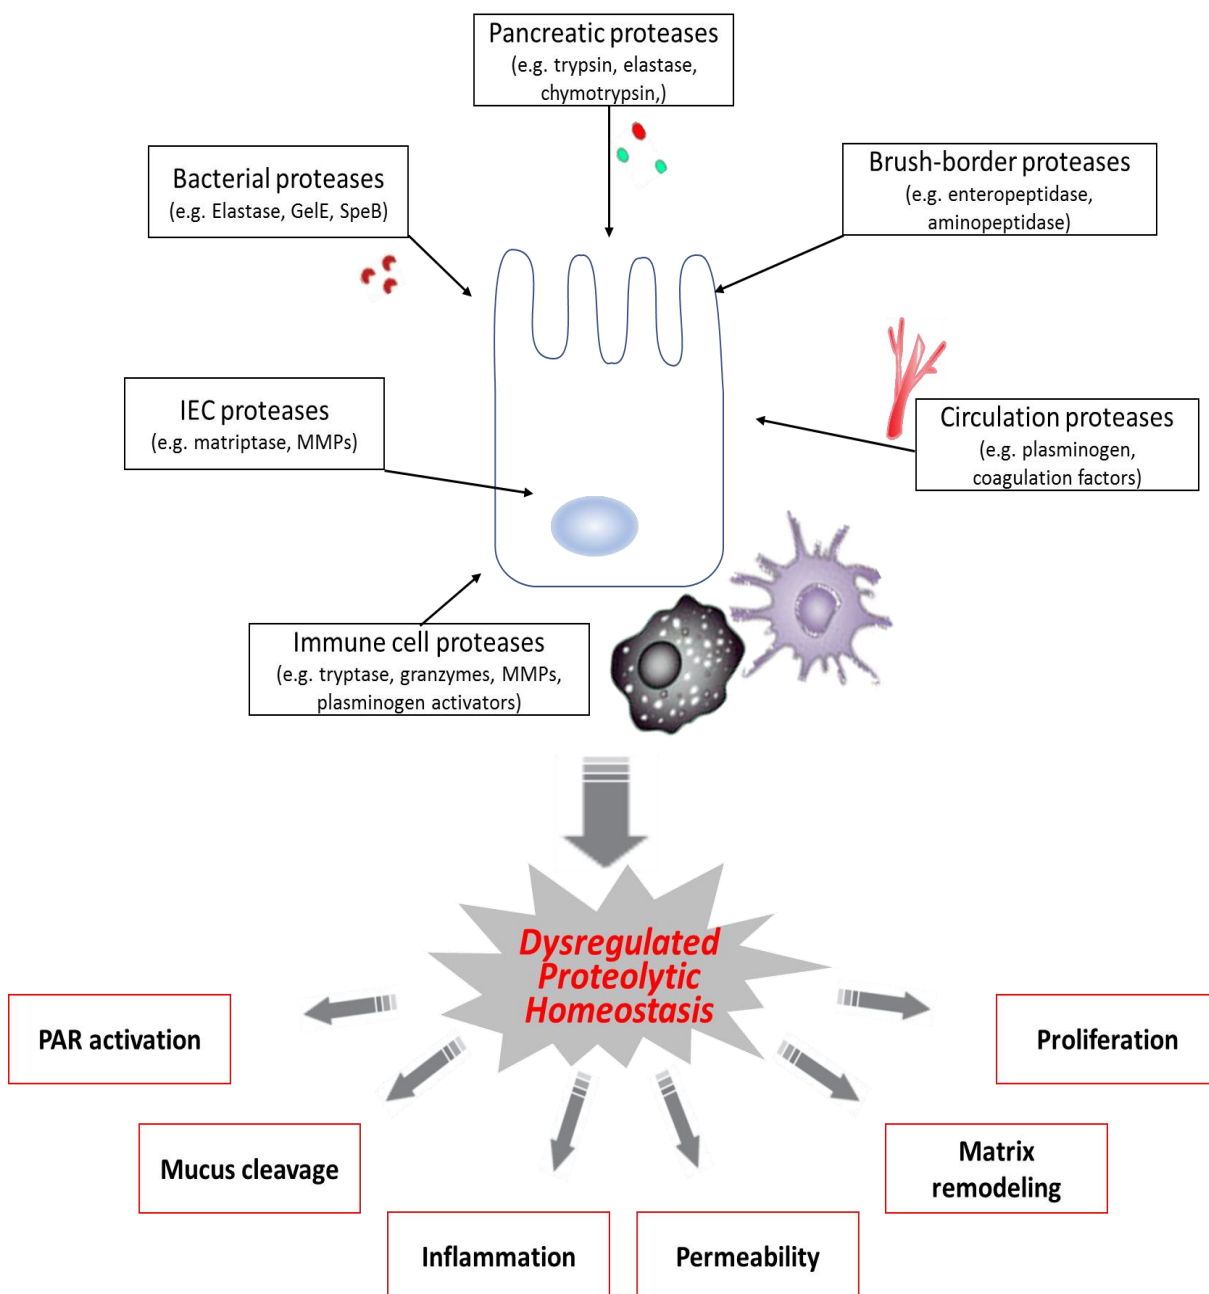 Pancreatic proteases
(e.g. trypsin, elastase,
chymotrypsin,)
Bacterial proteases
(e.g. Elastase, GelE, SpeB)
Brush-border proteases
(e.g. enteropeptidase,
aminopeptidase)
IEC proteases
(e.g. matriptase, MMPs)
Circulation proteases
(e.g. plasminogen,
coagulation factors)
Immune cell proteases
(e.g. tryptase, granzymes, MMPs,
plasminogen activators)
Dysregulated
Proteolytic
Homeostasis
PAR activation
Mucus cleavage
Inflammation
Permeability
Matrix
remodeling
Proliferation